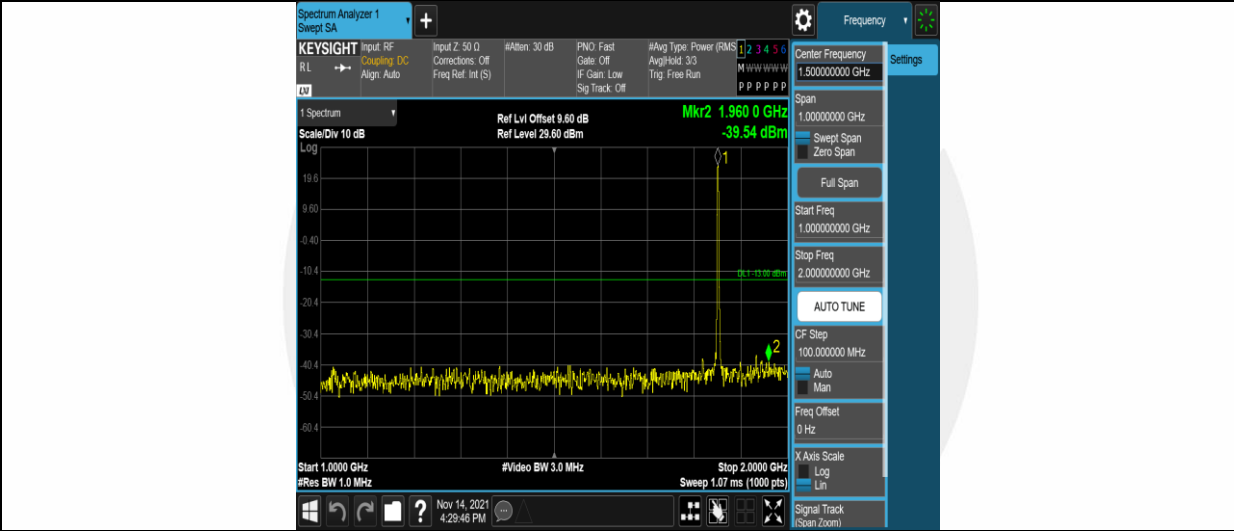 Spectrum Analyzer 1
Swept SA
+
Frequency
KEYSIGHT
RL
LXI
Input: RF
Coupling: DC
Align: Auto
Input Z: 50 Ω
Corrections: Off
Freq Ref: Int (S)
#Atten: 30 dB
PNO: Fast
Gate: Off
IF Gain: Low
Sig Track: Off
#Avg Type: Power (RMS
Avg|Hold: 3/3
Trig: Free Run
1 2 3 4 5 6
M W W W W W
P P P P P P
1 Spectrum
Scale/Div 10 dB
Log
Ref Lvl Offset 9.60 dB
Ref Level 29.60 dBm
Mkr2 1.960 0 GHz
-39.54 dBm
1
19.6
9.60
-0.40
-10.4
DL1 -13.00 dBm
-20.4
-30.4
2
-40.4
-50.4
-60.4
Start 1.0000 GHz
#Video BW 3.0 MHz
Stop 2.0000 GHz
#Res BW 1.0 MHz
Sweep 1.07 ms (1000 pts)
Center Frequency
1.500000000 GHz
Settings
Span
1.00000000 GHz
Swept Span
Zero Span
Full Span
Start Freq
1.000000000 GHz
Stop Freq
2.000000000 GHz
AUTO TUNE
CF Step
100.000000 MHz
Auto
Man
Freq Offset
0 Hz
X Axis Scale
Log
Lin
Signal Track
(Span Zoom)
?
Nov 14, 2021
4:29:46 PM